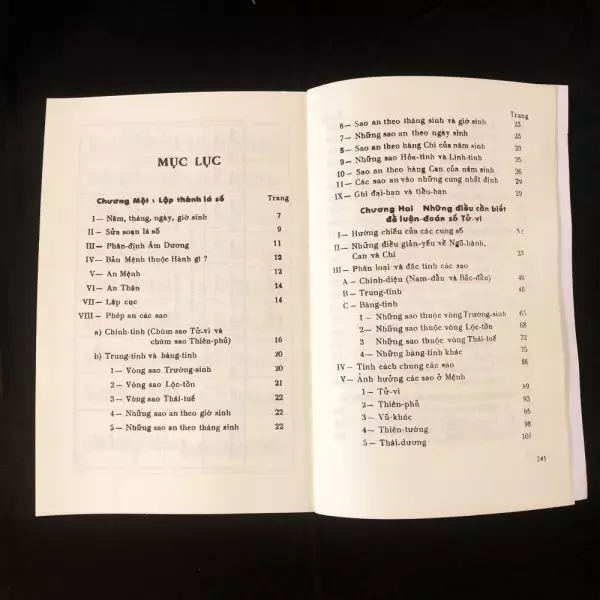 MỤC LỤC
Chương Một : Lập thành lá số Trang
I— Năm, tháng, ngày, giờ sinh 7
II— Sửa soạn lá số 9
III— Phân-định Âm Dương 11
IV— Bản Mệnh thuộc Hành gì ? 12
V— An Mệnh 12
VI— An Thân 14
VII— Lập cục 14
VIII— Phép an các sao
a) Chính-tinh (Chùm sao Tử-vi và
chùm sao Thiên-phủ) 16
b) Trung-tinh và bàng-tinh 20
1— Vòng sao Trường-sinh 20
2— Vòng sao Lộc-tồn 21
3— Vòng sao Thái-tuế 22
4— Những sao an theo giờ sinh 22
5— Những sao an theo tháng sinh 22
Trang
6— Sao an theo tháng sinh và giờ sinh 23
7— Những sao an theo ngày sinh 23
8— Sao an theo hàng Chi của năm sinh 25
9— Những sao Hỏa-tinh và Linh-tinh 25
10— Sao an theo hàng Can của năm sinh 26
11— Các sao an vào những cung nhất định 29
IX— Ghi đại-hạn và tiểu-hạn 29
Chương Hai Những điều cần biết
để luận-đoán số Tử-vi
I— Hướng chiếu của các cung số
II— Những điều giản-yếu về Ngũ-hành,
Can và Chi
III— Phân loại và đặc tính các sao
A — Chính-diệu (Nam-đẩu và Bắc-đẩu) 40
B— Trung-tinh 46
C— Bàng-tinh
1 — Những sao thuộc vòng Trường-sinh 65
2— Những sao thuộc vòng Lộc-tồn 68
3 Những sao thuộc vòng Thái-tuế 72
4— Những bàng-tinh khác 75
IV— Tính cách chung các sao 86
V— Ảnh hưởng các sao ở Mệnh
1— Tử-vi 89
2— Thiên-phủ 93
3— Vũ-khúc 95
4— Thiên-tướng 98
5— Thái-dương
245